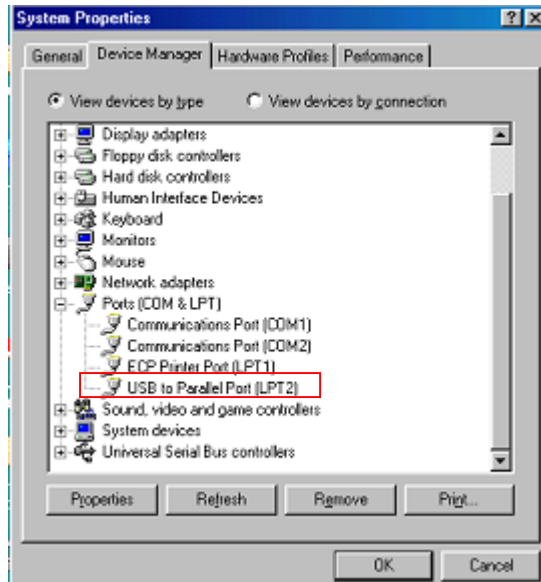 System Properties
General Device Manager Hardware Profiles Performance
View devices by type View devices by connection
Display adapters
Floppy disk controllers
Hard disk controllers
Human Interface Devices
Keyboard
Monitors
Mouse
Network adapters
Ports (COM & LPT)
Communications Port (COM1)
Communications Port (COM2)
ECP Printer Port (LPT1)
USB to Parallel Port (LPT2)
Sound, video and game controllers
System devices
Universal Serial Bus controllers
Properties Refresh Remove Print...
OK Cancel